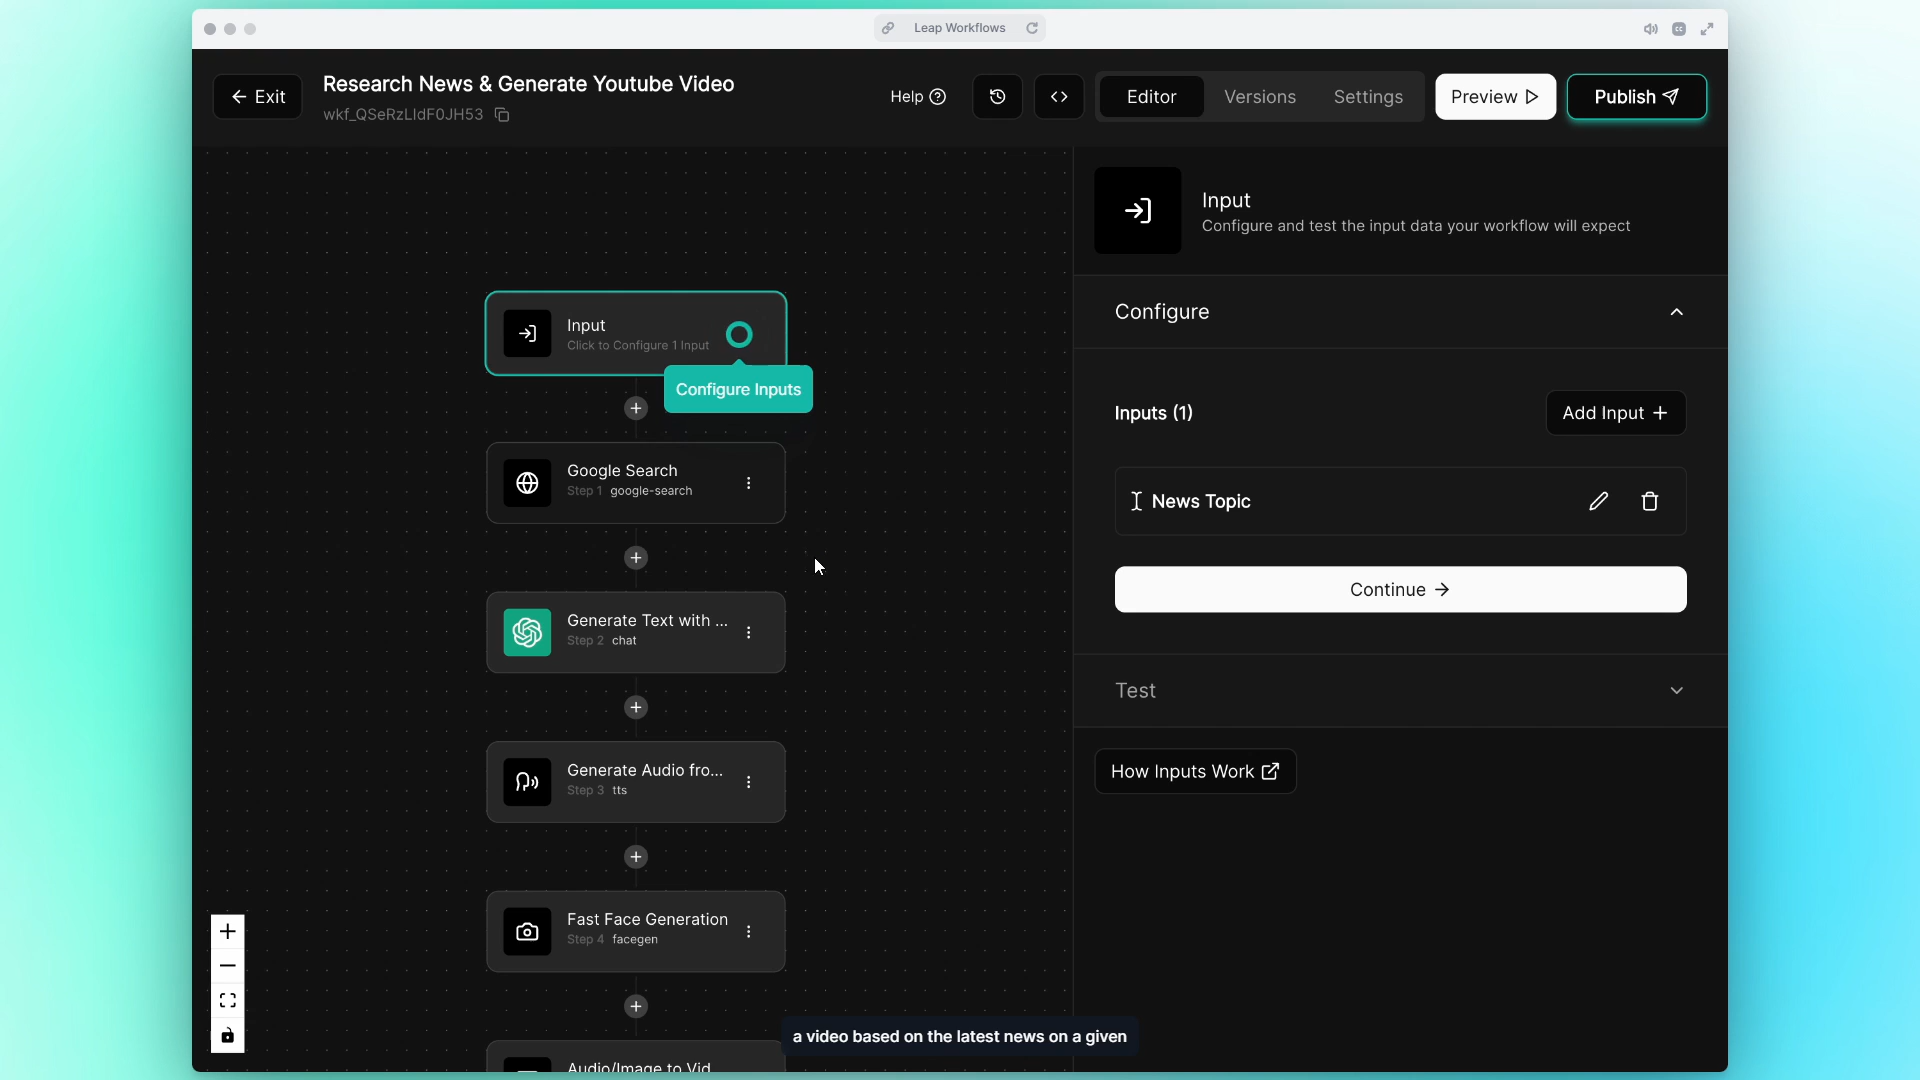 Leap Workflows
Exit
Research News & Generate Youtube Video
wkf_QSeRzLIdF0JH53
Help
Editor
Versions
Settings
Preview
Publish
Input
Click to Configure 1 Input
Configure Inputs
Google Search
Step 1 google-search
Generate Text with ...
Step 2 chat
Generate Audio fro...
Step 3 tts
Fast Face Generation
Step 4 facegen
Audio/Image to Vid
Input
Configure and test the input data your workflow will expect
Configure
Inputs (1)
Add Input
News Topic
Continue
Test
How Inputs Work
a video based on the latest news on a given